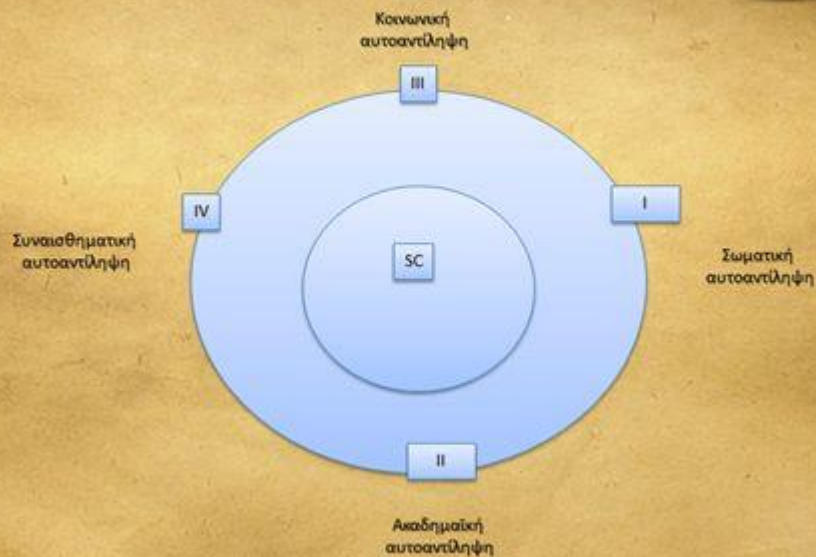 Κοινωνική
αυτοαντίληψη
III
IV
I
Συναισθηματική
αυτοαντίληψη
SC
Σωματική
αυτοαντίληψη
II
Ακαδημαϊκή
αυτοαντίληψη